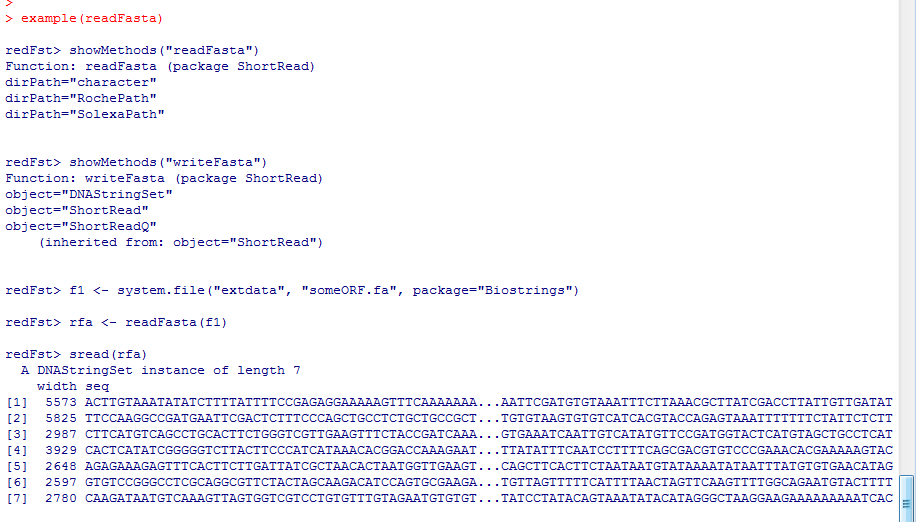 >
> example(readFasta)
redFst> showMethods("readFasta")
Function: readFasta (package ShortRead)
dirPath="character"
dirPath="RochePath"
dirPath="SolexaPath"
redFst> showMethods("writeFasta")
Function: writeFasta (package ShortRead)
object="DNAStringSet"
object="ShortRead"
object="ShortReadQ"
    (inherited from: object="ShortRead")
redFst> f1 <- system.file("extdata", "someORF.fa", package="Biostrings")
redFst> rfa <- readFasta(f1)
redFst> sread(rfa)
  A DNAStringSet instance of length 7
    width seq
[1]  5573 ACTTGTAAATATATCTTTTATTTTCCGAGAGGAAAAAGTTTCAAAAAAA...AATTCGATGTGTAAATTTCTTAAACGCTTATCGACCTTATTGTTGATAT
[2]  5825 TTCCAAGGCCGATGAATTCGACTCTTTCCCAGCTGCCTCTGCTGCCGCT...TGTGTAAGTGTGTCATCACGTACCAGAGTAAATTTTTTTCTATTCTCTT
[3]  2987 CTTCATGTCAGCCTGCACTTCTGGGTCGTTGAAGTTTCTACCGATCAAA...GTGAAATCAATTGTCATATGTTCCGATGGTACTCATGTAGCTGCCTCAT
[4]  3929 CACTCATATCGGGGGTCTTACTTCCCATCATAAACACGGACCAAAGAAT...TTATATTTCAATCCTTTTCAGCGACGTGTCCCGAAACACGAAAAAGTAC
[5]  2648 AGAGAAAGAGTTTCACTTCTTGATTATCGCTAACACTAATGGTTGAAGT...CAGCTTCACTTCTAATAATGTATAAAATATAATTTATGTGTGAACATAG
[6]  2597 GTGTCCGGGCCTCGCAGGCGTTCTACTAGCAAGACATCCAGTGCGAAGA...TGTTAGTTTTTCATTTTAACTAGTTCAAGTTTTGGCAGAATGTACTTTT
[7]  2780 CAAGATAATGTCAAAGTTAGTGGTCGTCCTGTGTTTGTAGAATGTGTGT...TATCCTATACAGTAAATATACATAGGGCTAAGGAAGAAAAAAAAATCAC